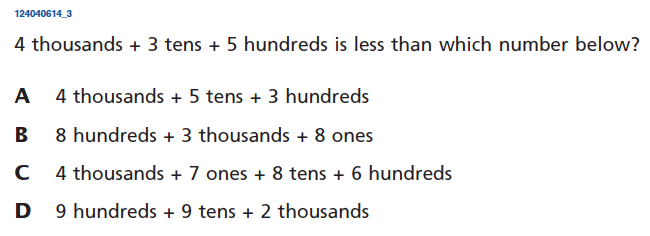 124040614_3
4 thousands + 3 tens + 5 hundreds is less than which number below?
A 4 thousands + 5 tens + 3 hundreds
B 8 hundreds + 3 thousands + 8 ones
C 4 thousands + 7 ones + 8 tens + 6 hundreds
D 9 hundreds + 9 tens + 2 thousands